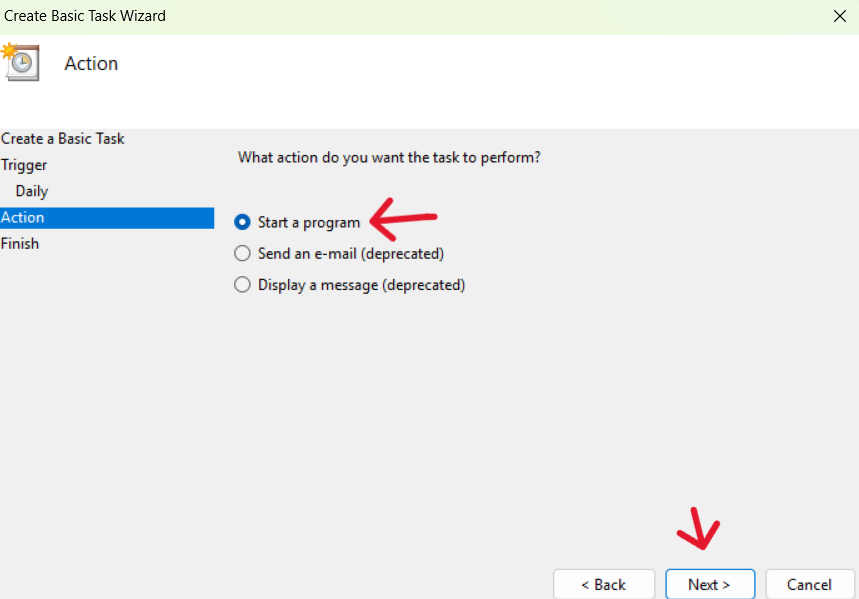 Create Basic Task Wizard
Action
Create a Basic Task
Trigger
Daily
Action
Finish
What action do you want the task to perform?
Start a program
Send an e-mail (deprecated)
Display a message (deprecated)
< Back
Next >
Cancel